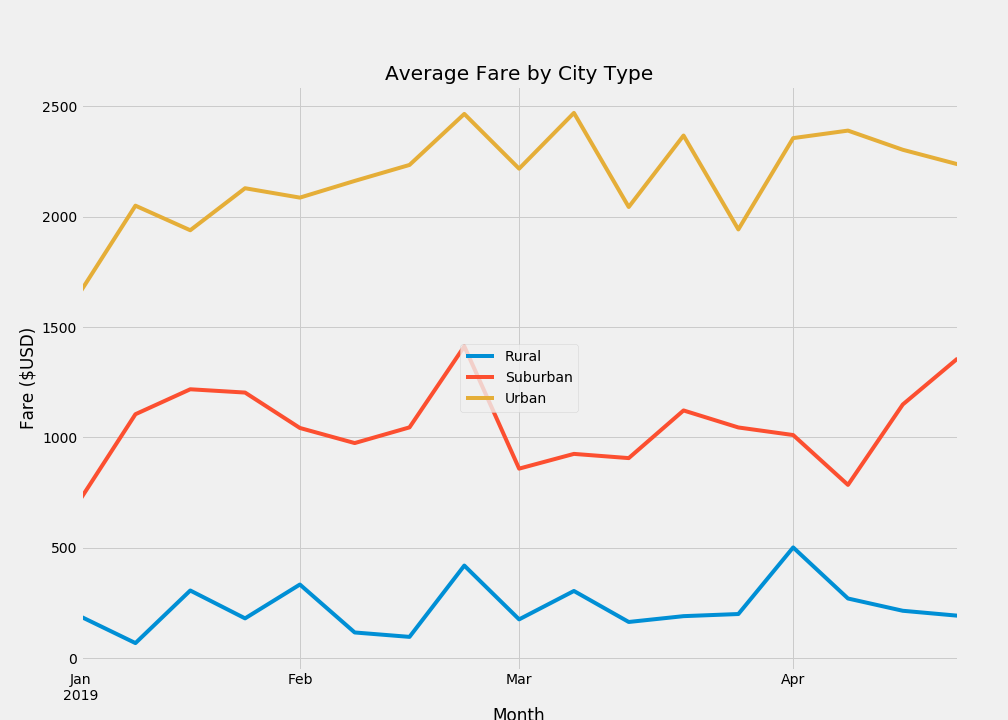 Average Fare by City Type
2500
2000
1500
1000
500
0
Fare ($USD)
Rural
Suburban
Urban
Jan Feb Mar Apr
2019
Month